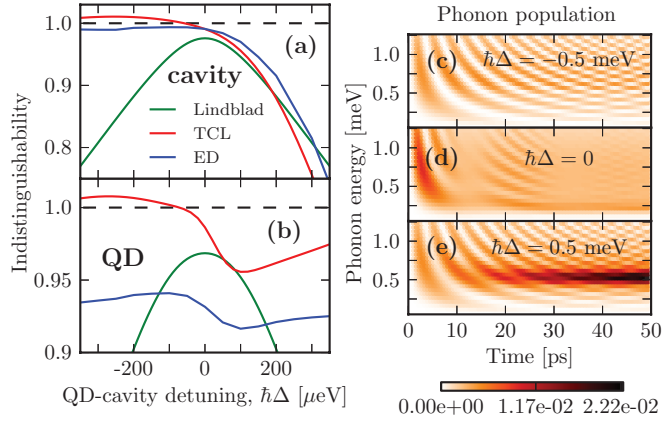 Phonon population
1.0
0.9
0.8
(a)
cavity
Lindblad
TCL
ED
1.0
0.95
0.9
(b)
QD
Indistinguishability
-200
0
200
QD-cavity detuning, ħΔ [μeV]
(c)
ħΔ = −0.5 meV
1.0
0.5
(d)
ħΔ = 0
1.0
0.5
(e)
ħΔ = 0.5 meV
1.0
0.5
Phonon energy [meV]
0
10
20
30
40
50
Time [ps]
0.00e+00
1.17e-02
2.22e-02